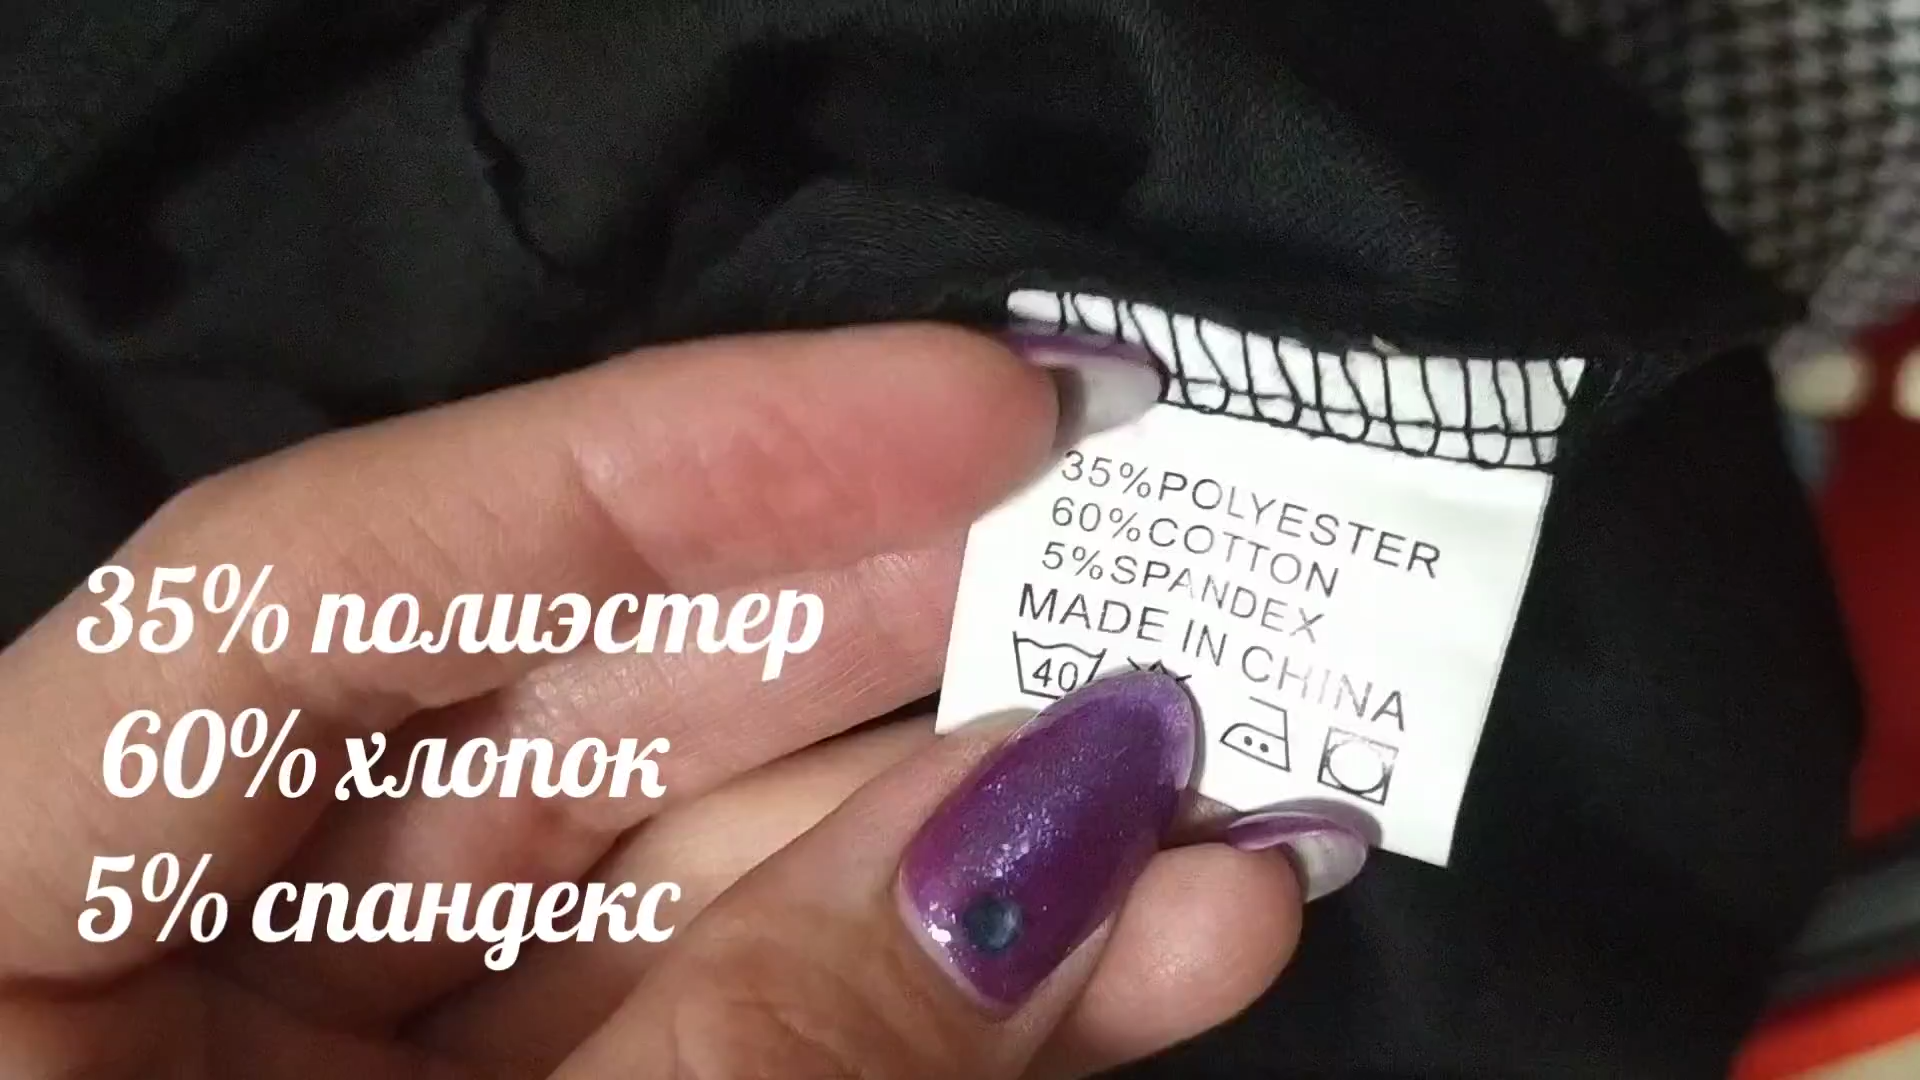 35%POLYESTER
60%COTTON
5%SPANDEX
MADE IN CHINA
40
35% полиэстер
60% хлопок
5% спандекс